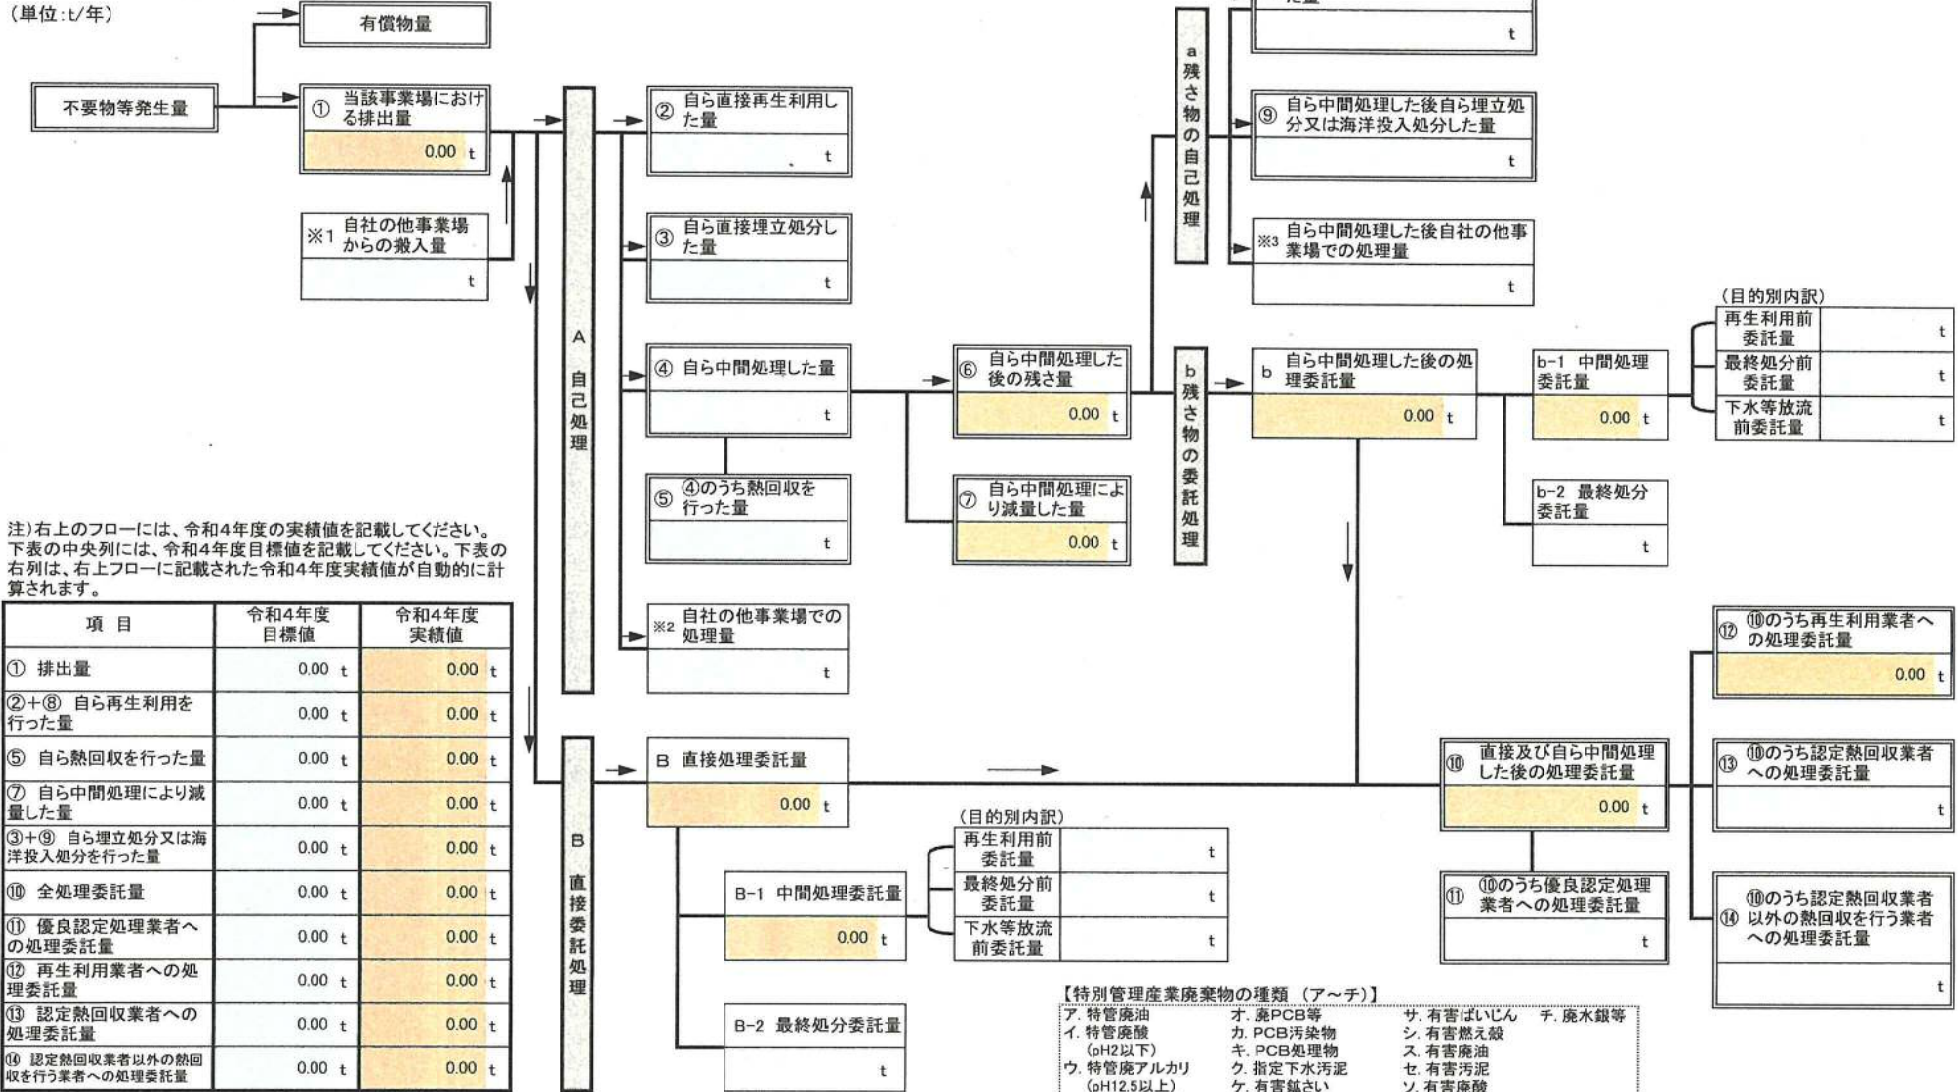 (単位:t/年)
有償物量
不要物等発生量
①
当該事業場におけ
る排出量
0.00 t
※1
自社の他事業場
からの搬入量
t
A 自己処理
②
自ら直接再生利用し
た量
t
③
自ら直接埋立処分し
た量
t
④ 自ら中間処理した量
t
⑤
④のうち熱回収を
行った量
t
※2
自社の他事業場での
処理量
t
⑥
自ら中間処理した
後の残さ量
0.00 t
⑦
自ら中間処理によ
り減量した量
0.00 t
a 残さ物の自己処理
t
⑨
自ら中間処理した後自ら埋立処
分又は海洋投入処分した量
t
※3
自ら中間処理した後自社の他事
業場での処理量
t
b 残さ物の委託処理
b
自ら中間処理した後の処
理委託量
0.00 t
b-1 中間処理
委託量
0.00 t
(目的別内訳)
再生利用前
委託量
t
最終処分前
委託量
t
下水等放流
前委託量
t
b-2 最終処分
委託量
t
注)右上のフローには、令和4年度の実績値を記載してください。
下表の中央列には、令和4年度目標値を記載してください。下表の
右列は、右上フローに記載された令和4年度実績値が自動的に計
算されます。
項 目
令和4年度
目標値
令和4年度
実績値
① 排出量 0.00 t 0.00 t
②+⑧ 自ら再生利用を
行った量
0.00 t 0.00 t
⑤ 自ら熱回収を行った量 0.00 t 0.00 t
⑦ 自ら中間処理により減
量した量
0.00 t 0.00 t
③+⑨ 自ら埋立処分又は海
洋投入処分を行った量
0.00 t 0.00 t
⑩ 全処理委託量 0.00 t 0.00 t
⑪ 優良認定処理業者へ
の処理委託量
0.00 t 0.00 t
⑫ 再生利用業者への処
理委託量
0.00 t 0.00 t
⑬ 認定熱回収業者への
処理委託量
0.00 t 0.00 t
⑭ 認定熱回収業者以外の熱回
収を行う業者への処理委託量
0.00 t 0.00 t
B 直接委託処理
B 直接処理委託量
0.00 t
B-1 中間処理委託量
0.00 t
(目的別内訳)
再生利用前
委託量
t
最終処分前
委託量
t
下水等放流
前委託量
t
B-2 最終処分委託量
t
⑩
直接及び自ら中間処理
した後の処理委託量
0.00 t
⑪
⑩のうち優良認定処理
業者への処理委託量
t
⑫
⑩のうち再生利用業者へ
の処理委託量
0.00 t
⑬
⑩のうち認定熱回収業者
への処理委託量
t
⑭
⑩のうち認定熱回収業者
以外の熱回収を行う業者
への処理委託量
t
【特別管理産業廃棄物の種類 (ア~チ)】
ア. 特管廃油 オ. 廃PCB等 サ. 有害ばいじん チ. 廃水銀等
イ. 特管廃酸 カ. PCB汚染物 シ. 有害燃え殻
(pH2以下) キ. PCB処理物 ス. 有害廃油
ウ. 特管廃アルカリ ク. 指定下水汚泥 セ. 有害汚泥
(pH12.5以上) ケ. 有害鉱さい ソ. 有害廃酸